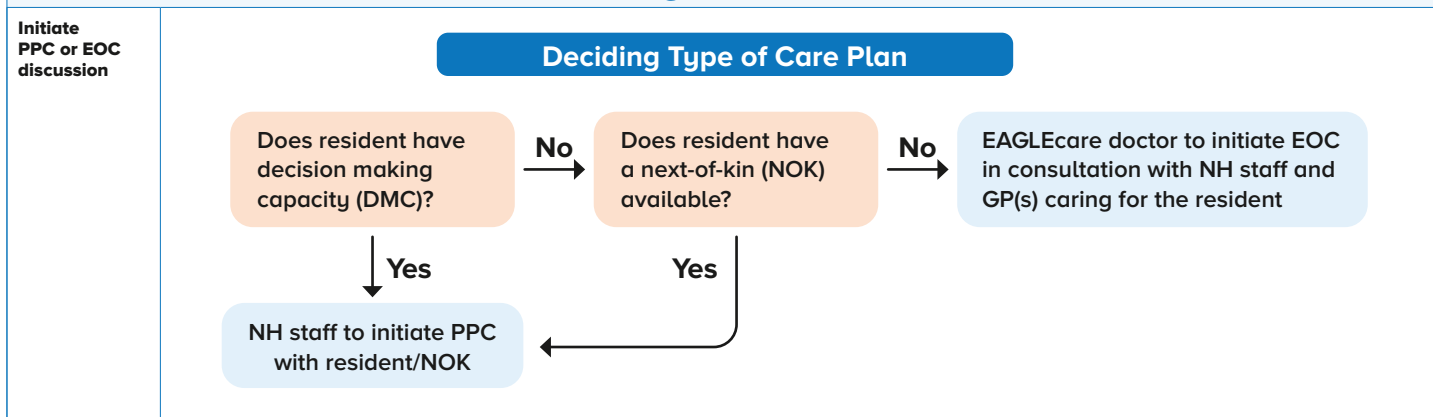 Initiate
PPC or EOC
discussion
Deciding Type of Care Plan
Does resident have
decision making
capacity (DMC)?
No
Does resident have
a next-of-kin (NOK)
available?
No
EAGLEcare doctor to initiate EOC
in consultation with NH staff and
GP(s) caring for the resident
Yes
Yes
NH staff to initiate PPC
with resident/NOK